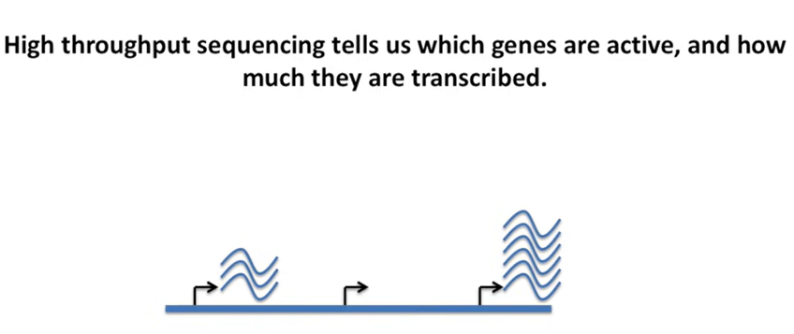 High throughput sequencing tells us which genes are active, and how
much they are transcribed.